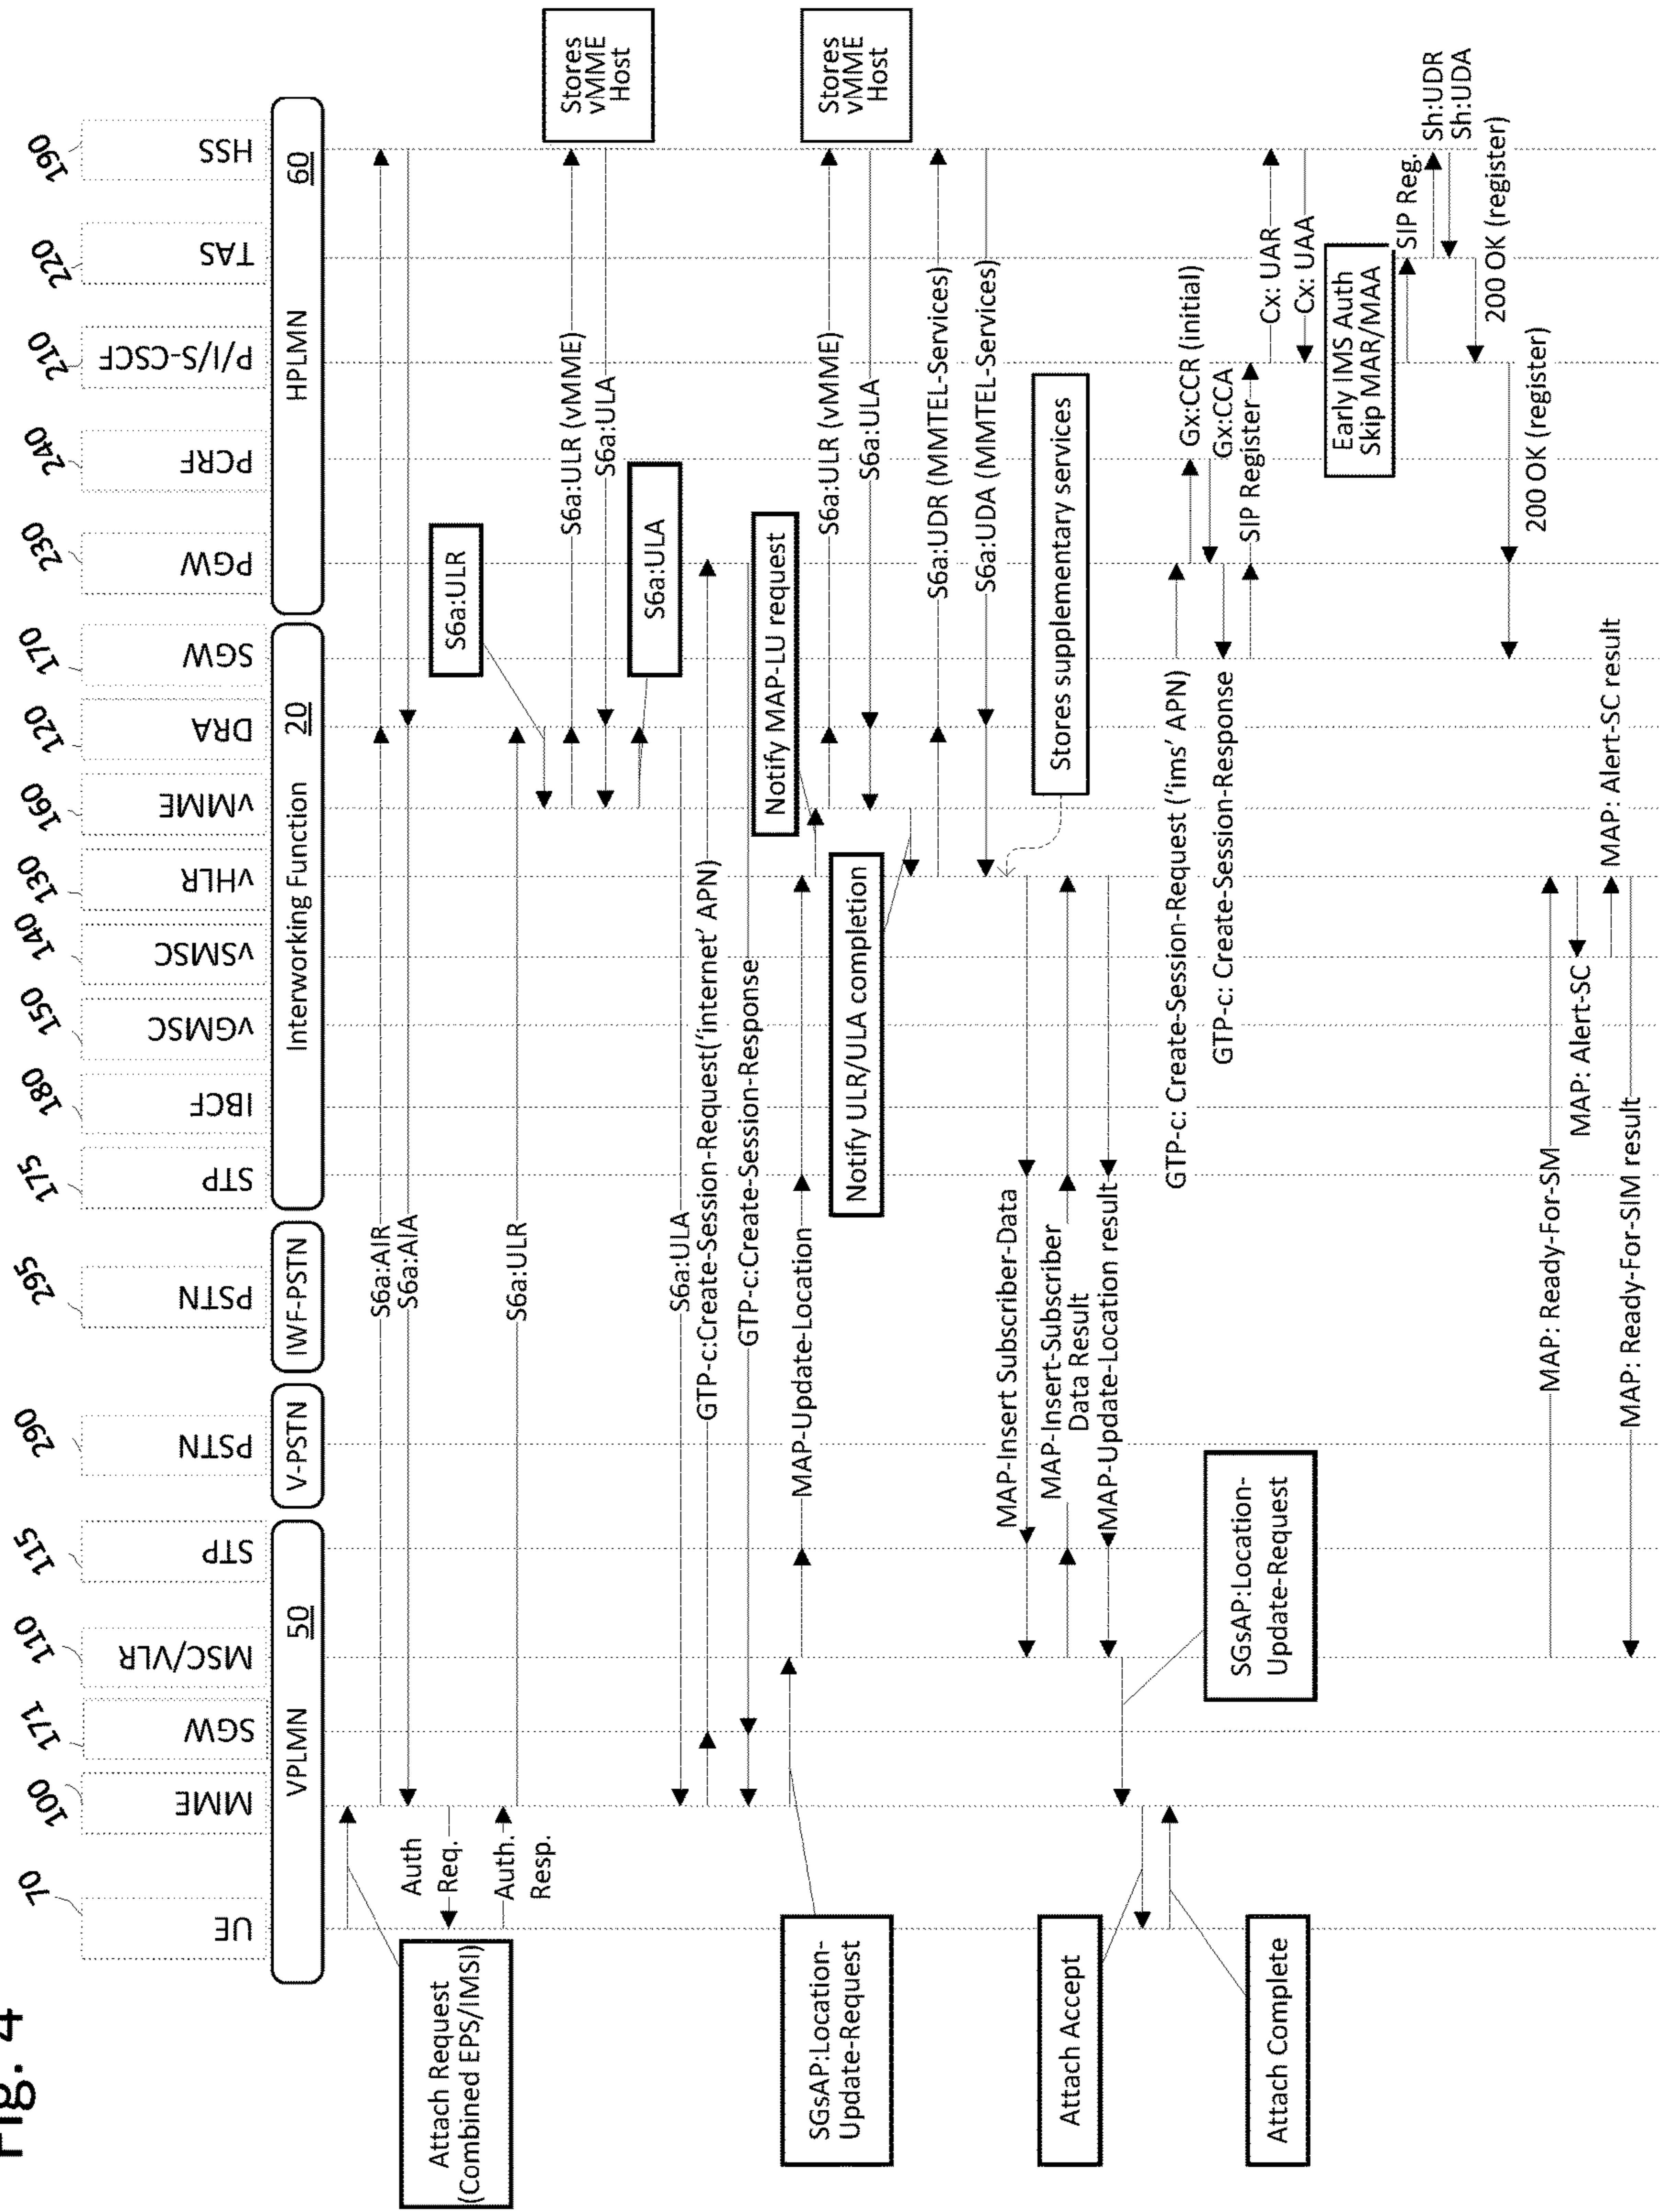 Fig. 4
70
100
171
110
115
290
295
175
180
150
140
130
160
120
170
230
240
210
220
190
UE
MME
SGW
MSC/VLR
STP
PSTN
PSTN
STP
IBCF
vGMSC
vSMSC
vHLR
vMME
DRA
SGW
PGW
PCRF
P/I/S-CSCF
TAS
HSS
VPLMN
50
V-PSTN
IWF-PSTN
Interworking Function
20
HPLMN
60
Attach Request
(Combined EPS/IMSI)
S6a:AIR
S6a:AIA
Auth
Req.
Auth.
Resp.
S6a:ULR
S6a:ULR
S6a:ULR (vMME)
Stores
vMME
Host
S6a:ULA
S6a:ULA
S6a:ULA
GTP-c:Create-Session-Request('internet' APN)
GTP-c:Create-Session-Response
SGsAP:Location-
Update-Request
MAP-Update-Location
Notify MAP-LU request
S6a:ULR (vMME)
Stores
vMME
Host
S6a:ULA
Notify ULR/ULA completion
S6a:UDR (MMTEL-Services)
S6a:UDA (MMTEL-Services)
Stores supplementary services
MAP-Insert Subscriber-Data
MAP-Insert-Subscriber
Data Result
MAP-Update-Location result
SGsAP:Location-
Update-Request
Attach Accept
Attach Complete
GTP-c: Create-Session-Request ('ims' APN)
Gx:CCR (initial)
Gx:CCA
GTP-c: Create-Session-Response
SIP Register
Cx: UAR
Cx: UAA
Early IMS Auth
Skip MAR/MAA
SIP Reg.
Sh:UDR
Sh:UDA
200 OK (register)
200 OK (register)
MAP: Ready-For-SM
MAP: Alert-SC
MAP: Alert-SC result
MAP: Ready-For-SIM result